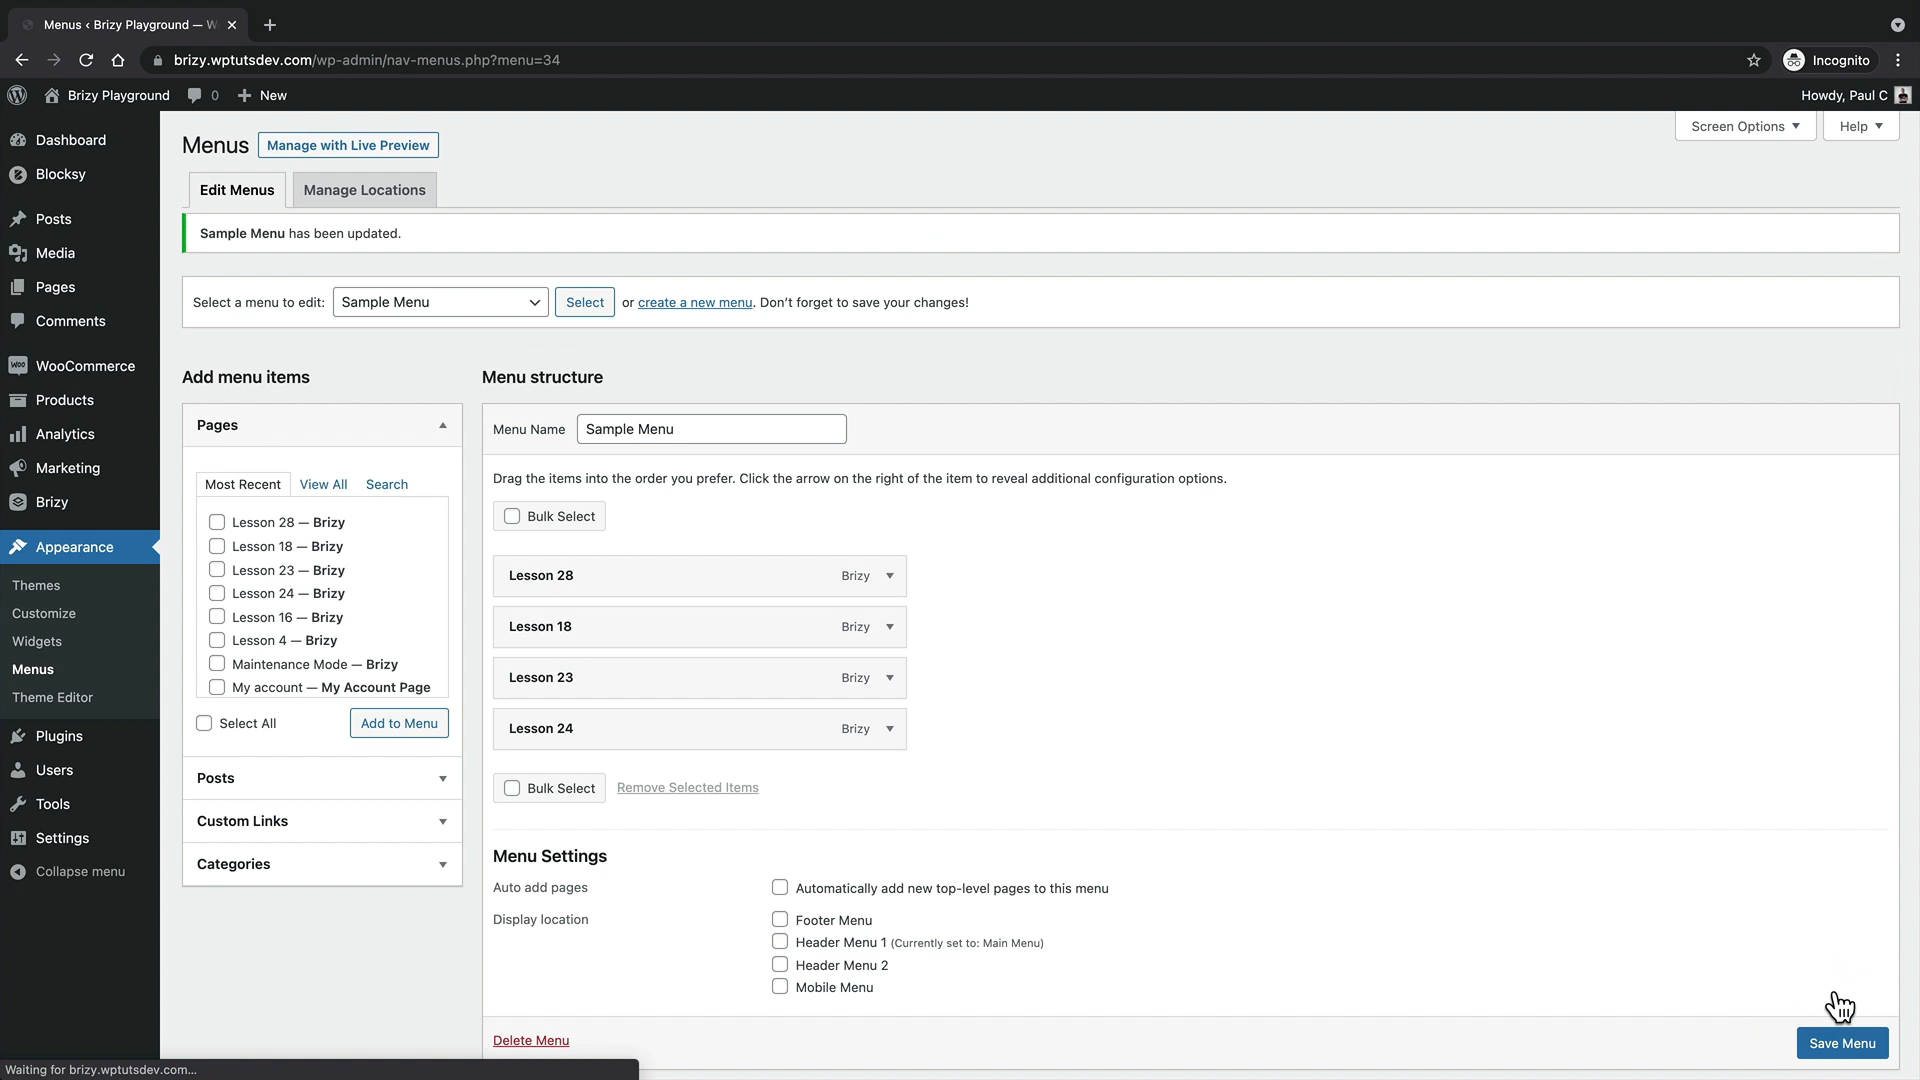 Menus ‹ Brizy Playground — W
brizy.wptutsdev.com/wp-admin/nav-menus.php?menu=34
Incognito
Brizy Playground
0
New
Howdy, Paul C
Screen Options
Help
Dashboard
Blocksy
Posts
Media
Pages
Comments
WooCommerce
Products
Analytics
Marketing
Brizy
Appearance
Themes
Customize
Widgets
Menus
Theme Editor
Plugins
Users
Tools
Settings
Collapse menu
Menus
Manage with Live Preview
Edit Menus
Manage Locations
Sample Menu has been updated.
Select a menu to edit: Sample Menu Select or create a new menu. Don’t forget to save your changes!
Add menu items
Pages
Most Recent View All Search
Lesson 28 — Brizy
Lesson 18 — Brizy
Lesson 23 — Brizy
Lesson 24 — Brizy
Lesson 16 — Brizy
Lesson 4 — Brizy
Maintenance Mode — Brizy
My account — My Account Page
Select All
Add to Menu
Posts
Custom Links
Categories
Menu structure
Menu Name Sample Menu
Drag the items into the order you prefer. Click the arrow on the right of the item to reveal additional configuration options.
Bulk Select
Lesson 28 Brizy
Lesson 18 Brizy
Lesson 23 Brizy
Lesson 24 Brizy
Bulk Select Remove Selected Items
Menu Settings
Auto add pages
Automatically add new top-level pages to this menu
Display location
Footer Menu
Header Menu 1 (Currently set to: Main Menu)
Header Menu 2
Mobile Menu
Delete Menu
Save Menu
Waiting for brizy.wptutsdev.com...